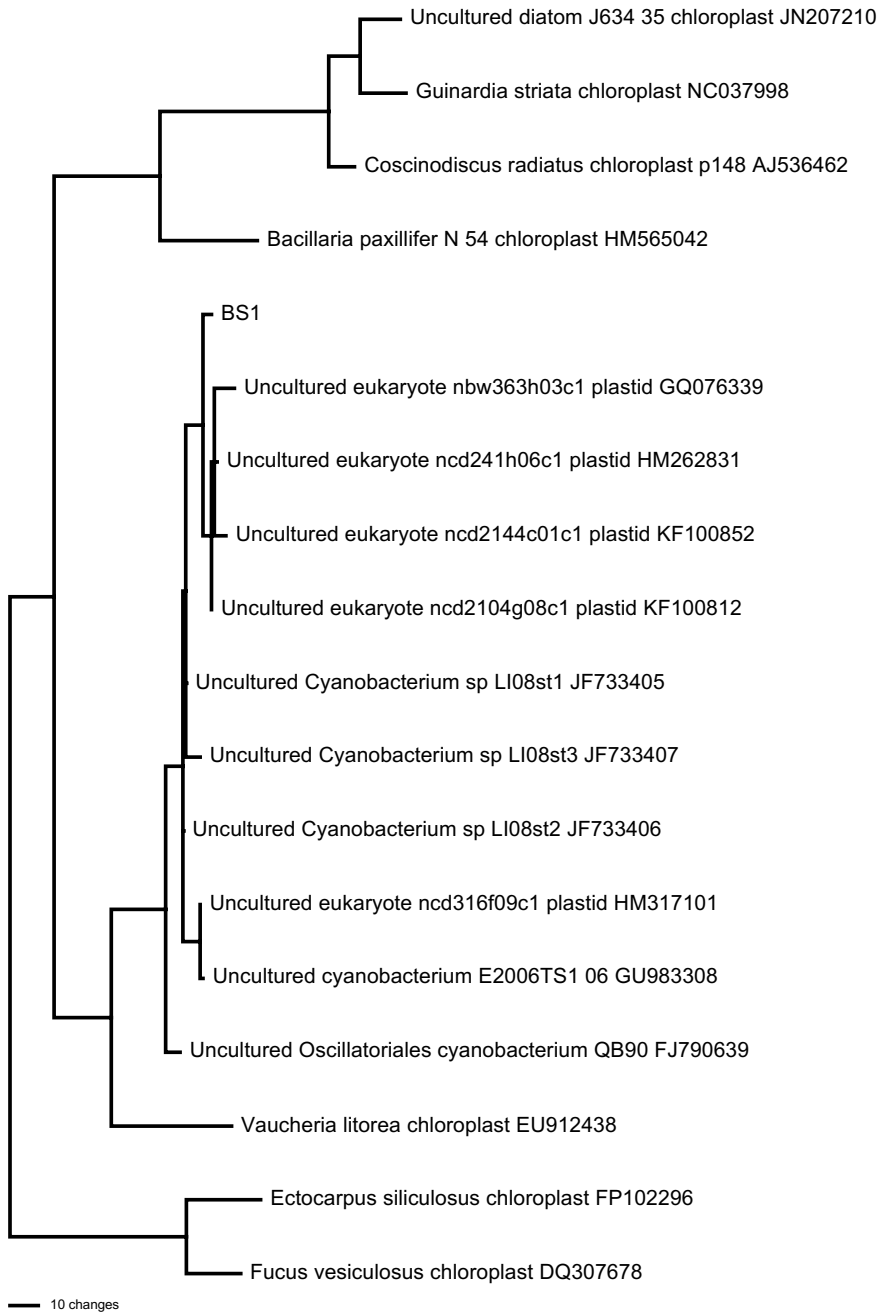 Uncultured diatom J634 35 chloroplast JN207210
Guinardia striata chloroplast NC037998
Coscinodiscus radiatus chloroplast p148 AJ536462
Bacillaria paxillifer N 54 chloroplast HM565042
BS1
Uncultured eukaryote nbw363h03c1 plastid GQ076339
Uncultured eukaryote ncd241h06c1 plastid HM262831
Uncultured eukaryote ncd2144c01c1 plastid KF100852
Uncultured eukaryote ncd2104g08c1 plastid KF100812
Uncultured Cyanobacterium sp LI08st1 JF733405
Uncultured Cyanobacterium sp LI08st3 JF733407
Uncultured Cyanobacterium sp LI08st2 JF733406
Uncultured eukaryote ncd316f09c1 plastid HM317101
Uncultured cyanobacterium E2006TS1 06 GU983308
Uncultured Oscillatoriales cyanobacterium QB90 FJ790639
Vaucheria litorea chloroplast EU912438
Ectocarpus siliculosus chloroplast FP102296
Fucus vesiculosus chloroplast DQ307678
10 changes